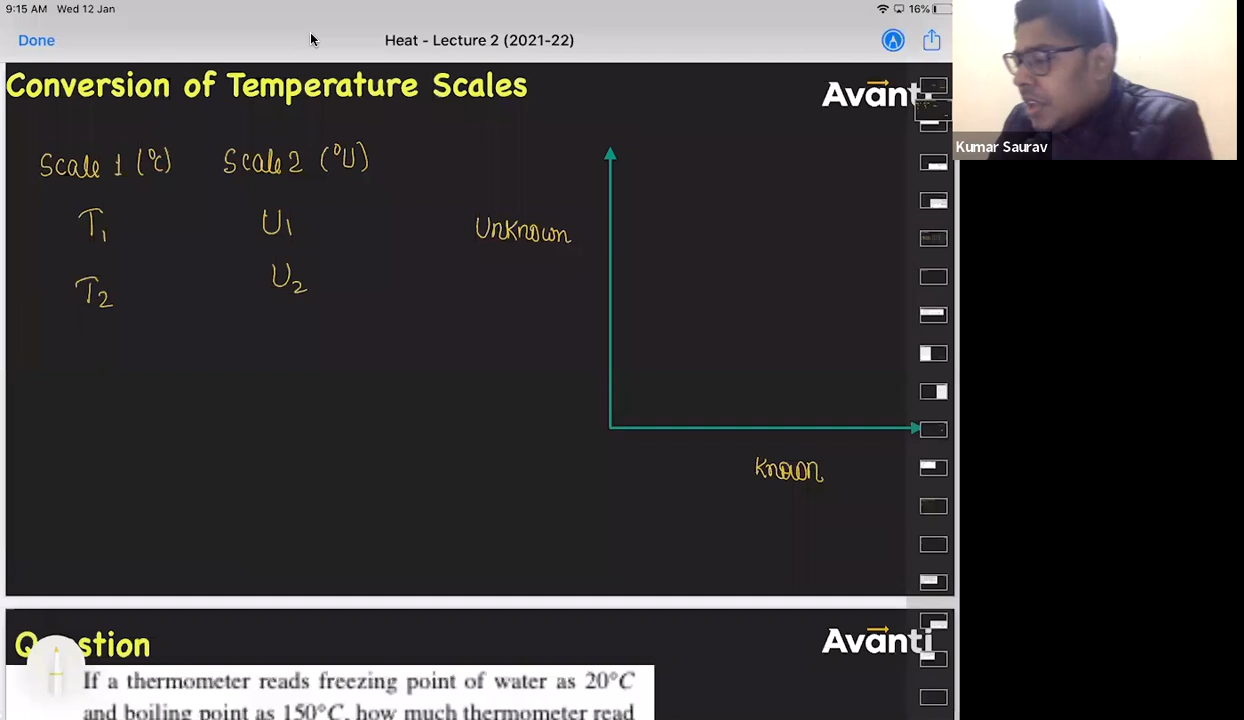 9:15 AM Wed 12 Jan
16%
Done
Heat - Lecture 2 (2021-22)
Conversion of Temperature Scales
Avanti
Kumar Saurav
Scale 1 (°C) Scale 2 (°U)
T1 U1
Unknown
T2 U2
Known
Question
Avanti
If a thermometer reads freezing point of water as 20°C
and boiling point as 150°C, how much thermometer read